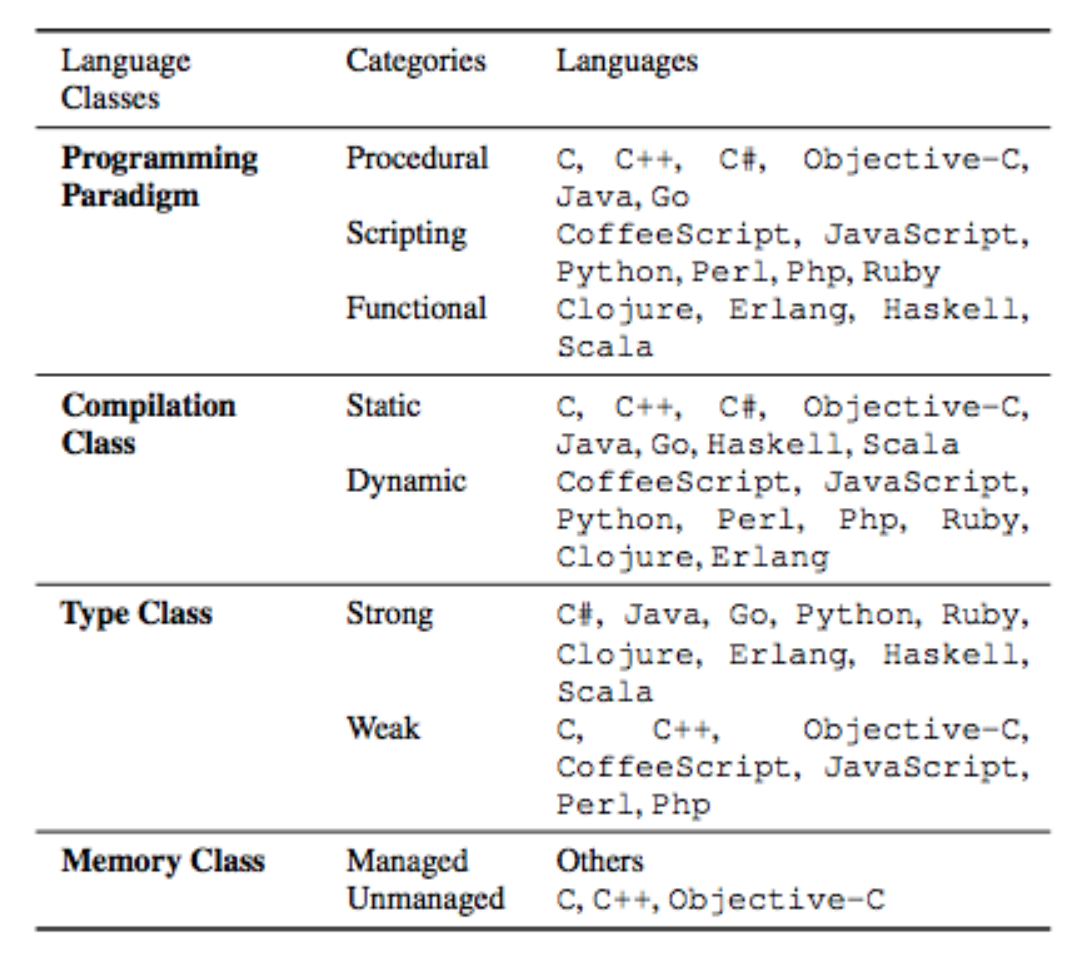 Language Classes Categories Languages
Programming Paradigm Procedural C, C++, C#, Objective-C,
Java, Go
Scripting CoffeeScript, JavaScript,
Python, Perl, Php, Ruby
Functional Clojure, Erlang, Haskell,
Scala
Compilation Class Static C, C++, C#, Objective-C,
Java, Go, Haskell, Scala
Dynamic CoffeeScript, JavaScript,
Python, Perl, Php, Ruby,
Clojure, Erlang
Type Class Strong C#, Java, Go, Python, Ruby,
Clojure, Erlang, Haskell,
Scala
Weak C, C++, Objective-C,
CoffeeScript, JavaScript,
Perl, Php
Memory Class Managed Others
Unmanaged C, C++, Objective-C